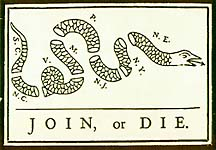 S.C.
N.C.
V.
M.
P.
N.J.
N.Y.
N.E.
JOIN, or DIE.